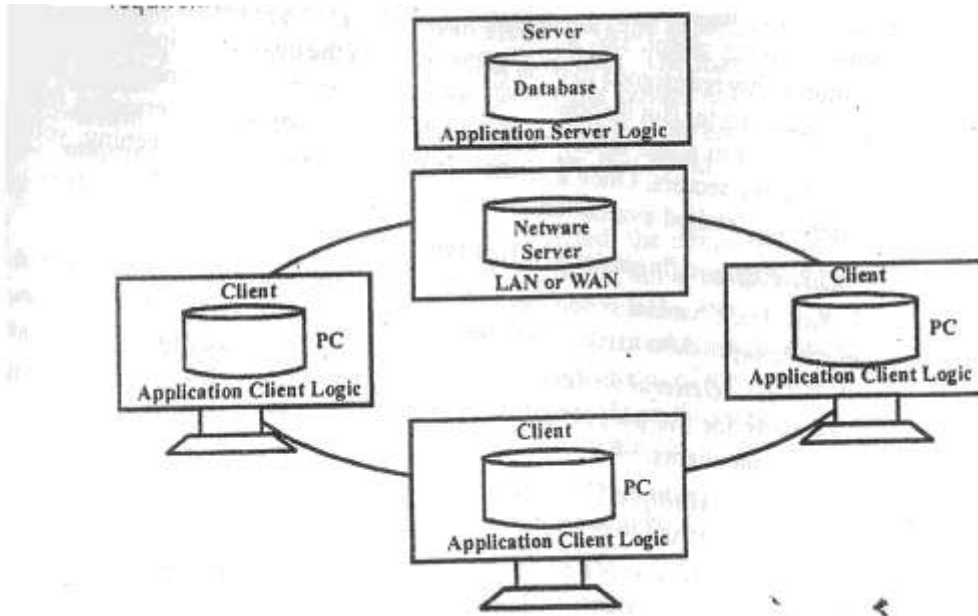 Server
Database
Application Server Logic
Netware
Server
LAN or WAN
Client
PC
Application Client Logic
Client
PC
Application Client Logic
Client
PC
Application Client Logic